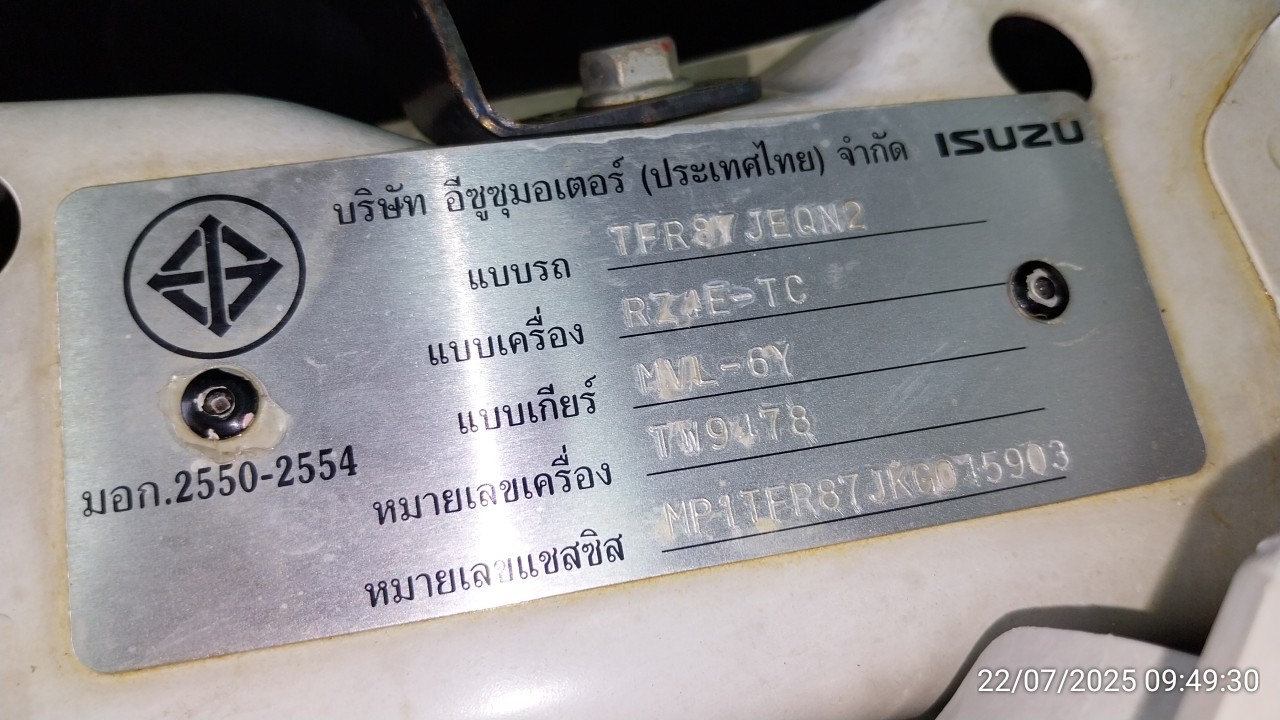 บริษัท อีซูซุมอเตอร์ (ประเทศไทย) จำกัด ISUZU
แบบรถ TFR87JEQN2
แบบเครื่อง RZ4E-TC
แบบเกียร์ MVL-6Y
หมายเลขเครื่อง TW9478
หมายเลขแชสซิส
มอก.2550-2554
22/07/2025 09:49:30